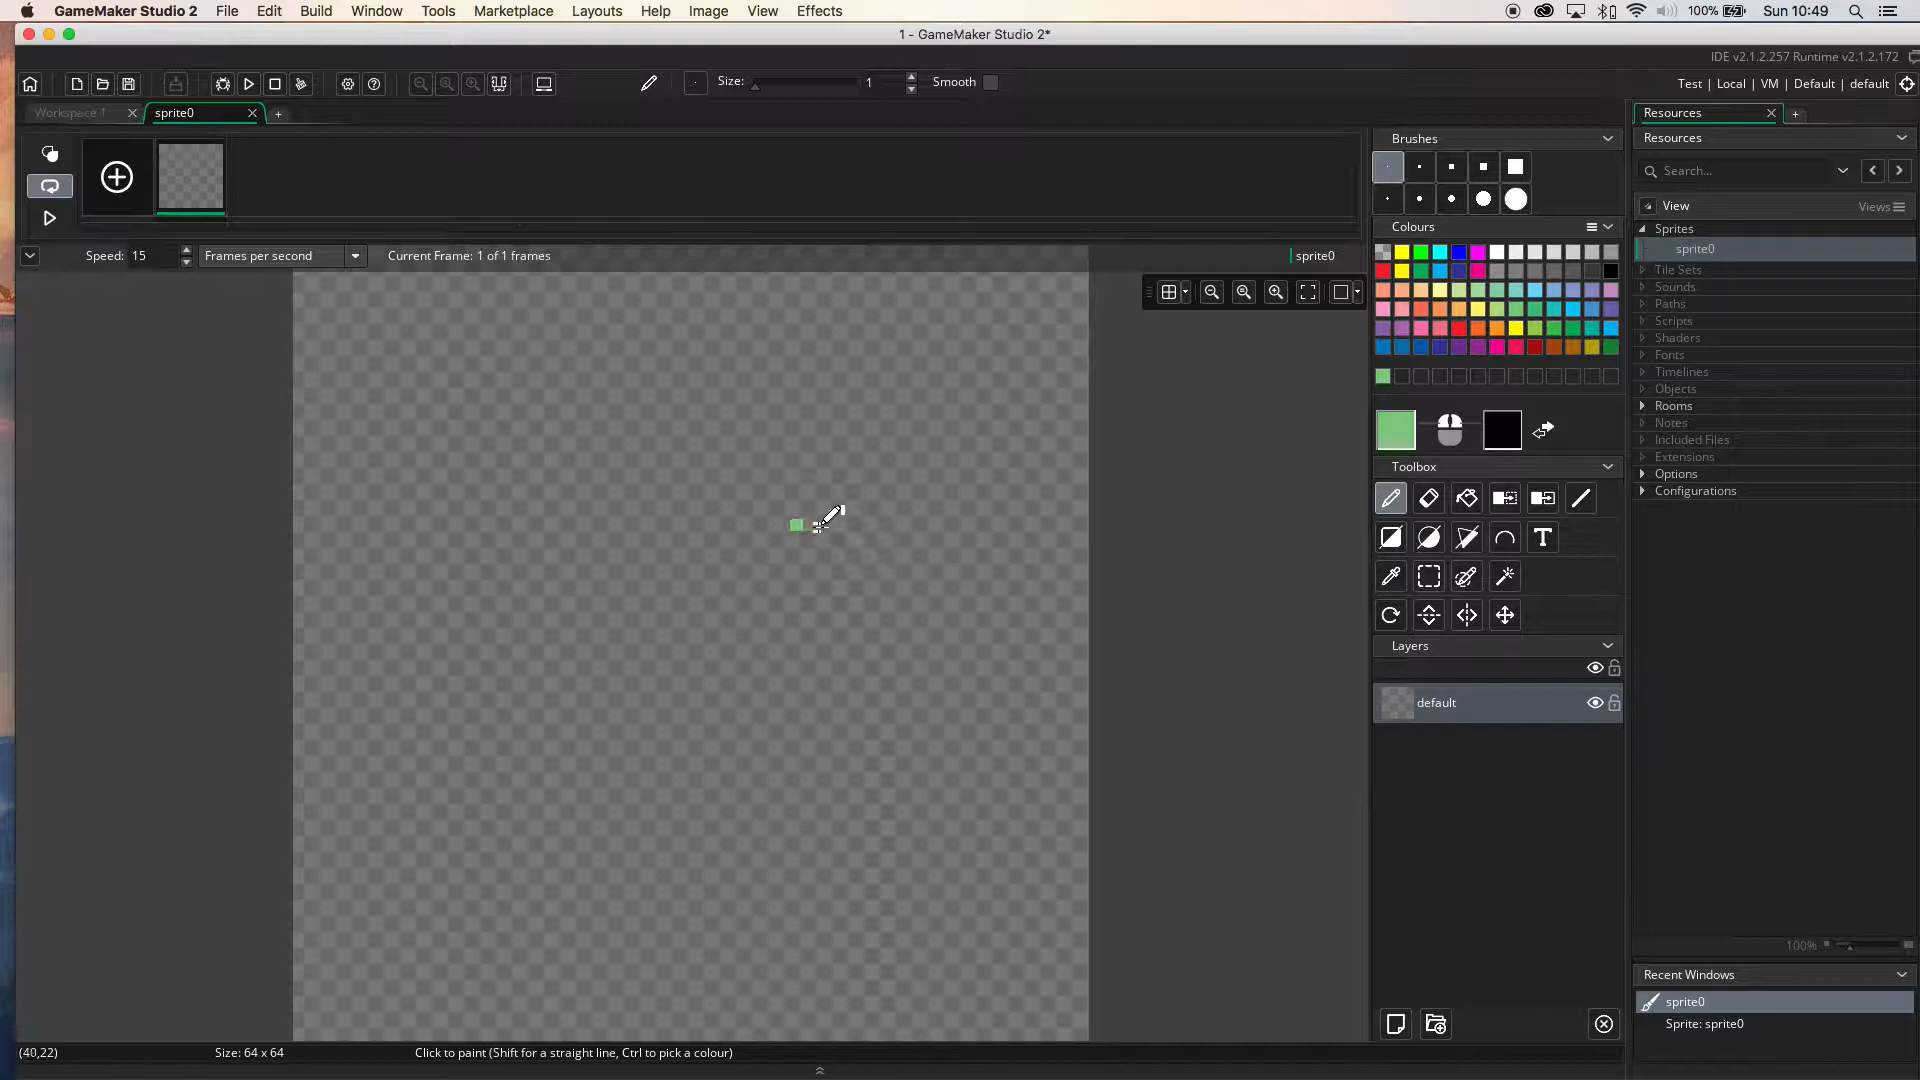 GameMaker Studio 2 File Edit Build Window Tools Marketplace Layouts Help Image View Effects 100% Sun 10:49
1 - GameMaker Studio 2*
IDE v2.1.2.257 Runtime v2.1.2.172
Size: 1 Smooth Test | Local | VM | Default | default
Workspace 1 sprite0 Resources
Brushes Resources
Search...
View Views
Colours Sprites
sprite0
Speed: 15 Frames per second Current Frame: 1 of 1 frames sprite0
Tile Sets
Sounds
Paths
Scripts
Shaders
Fonts
Timelines
Objects
Rooms
Notes
Included Files
Extensions
Toolbox
Options
Configurations
T
Layers
default
100%
Recent Windows
sprite0
Sprite: sprite0
(40,22) Size: 64 x 64 Click to paint (Shift for a straight line, Ctrl to pick a colour)